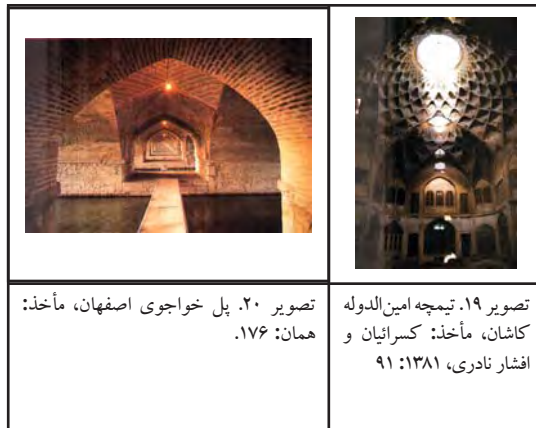 تصویر ۱۹. تیمچه امین‌الدوله
کاشان، مأخذ: کسرائیان و
افشار نادری، ۱۳۸۱: ۹۱
تصویر ۲۰. پل خواجوی اصفهان، مأخذ:
همان: ۱۷۶.